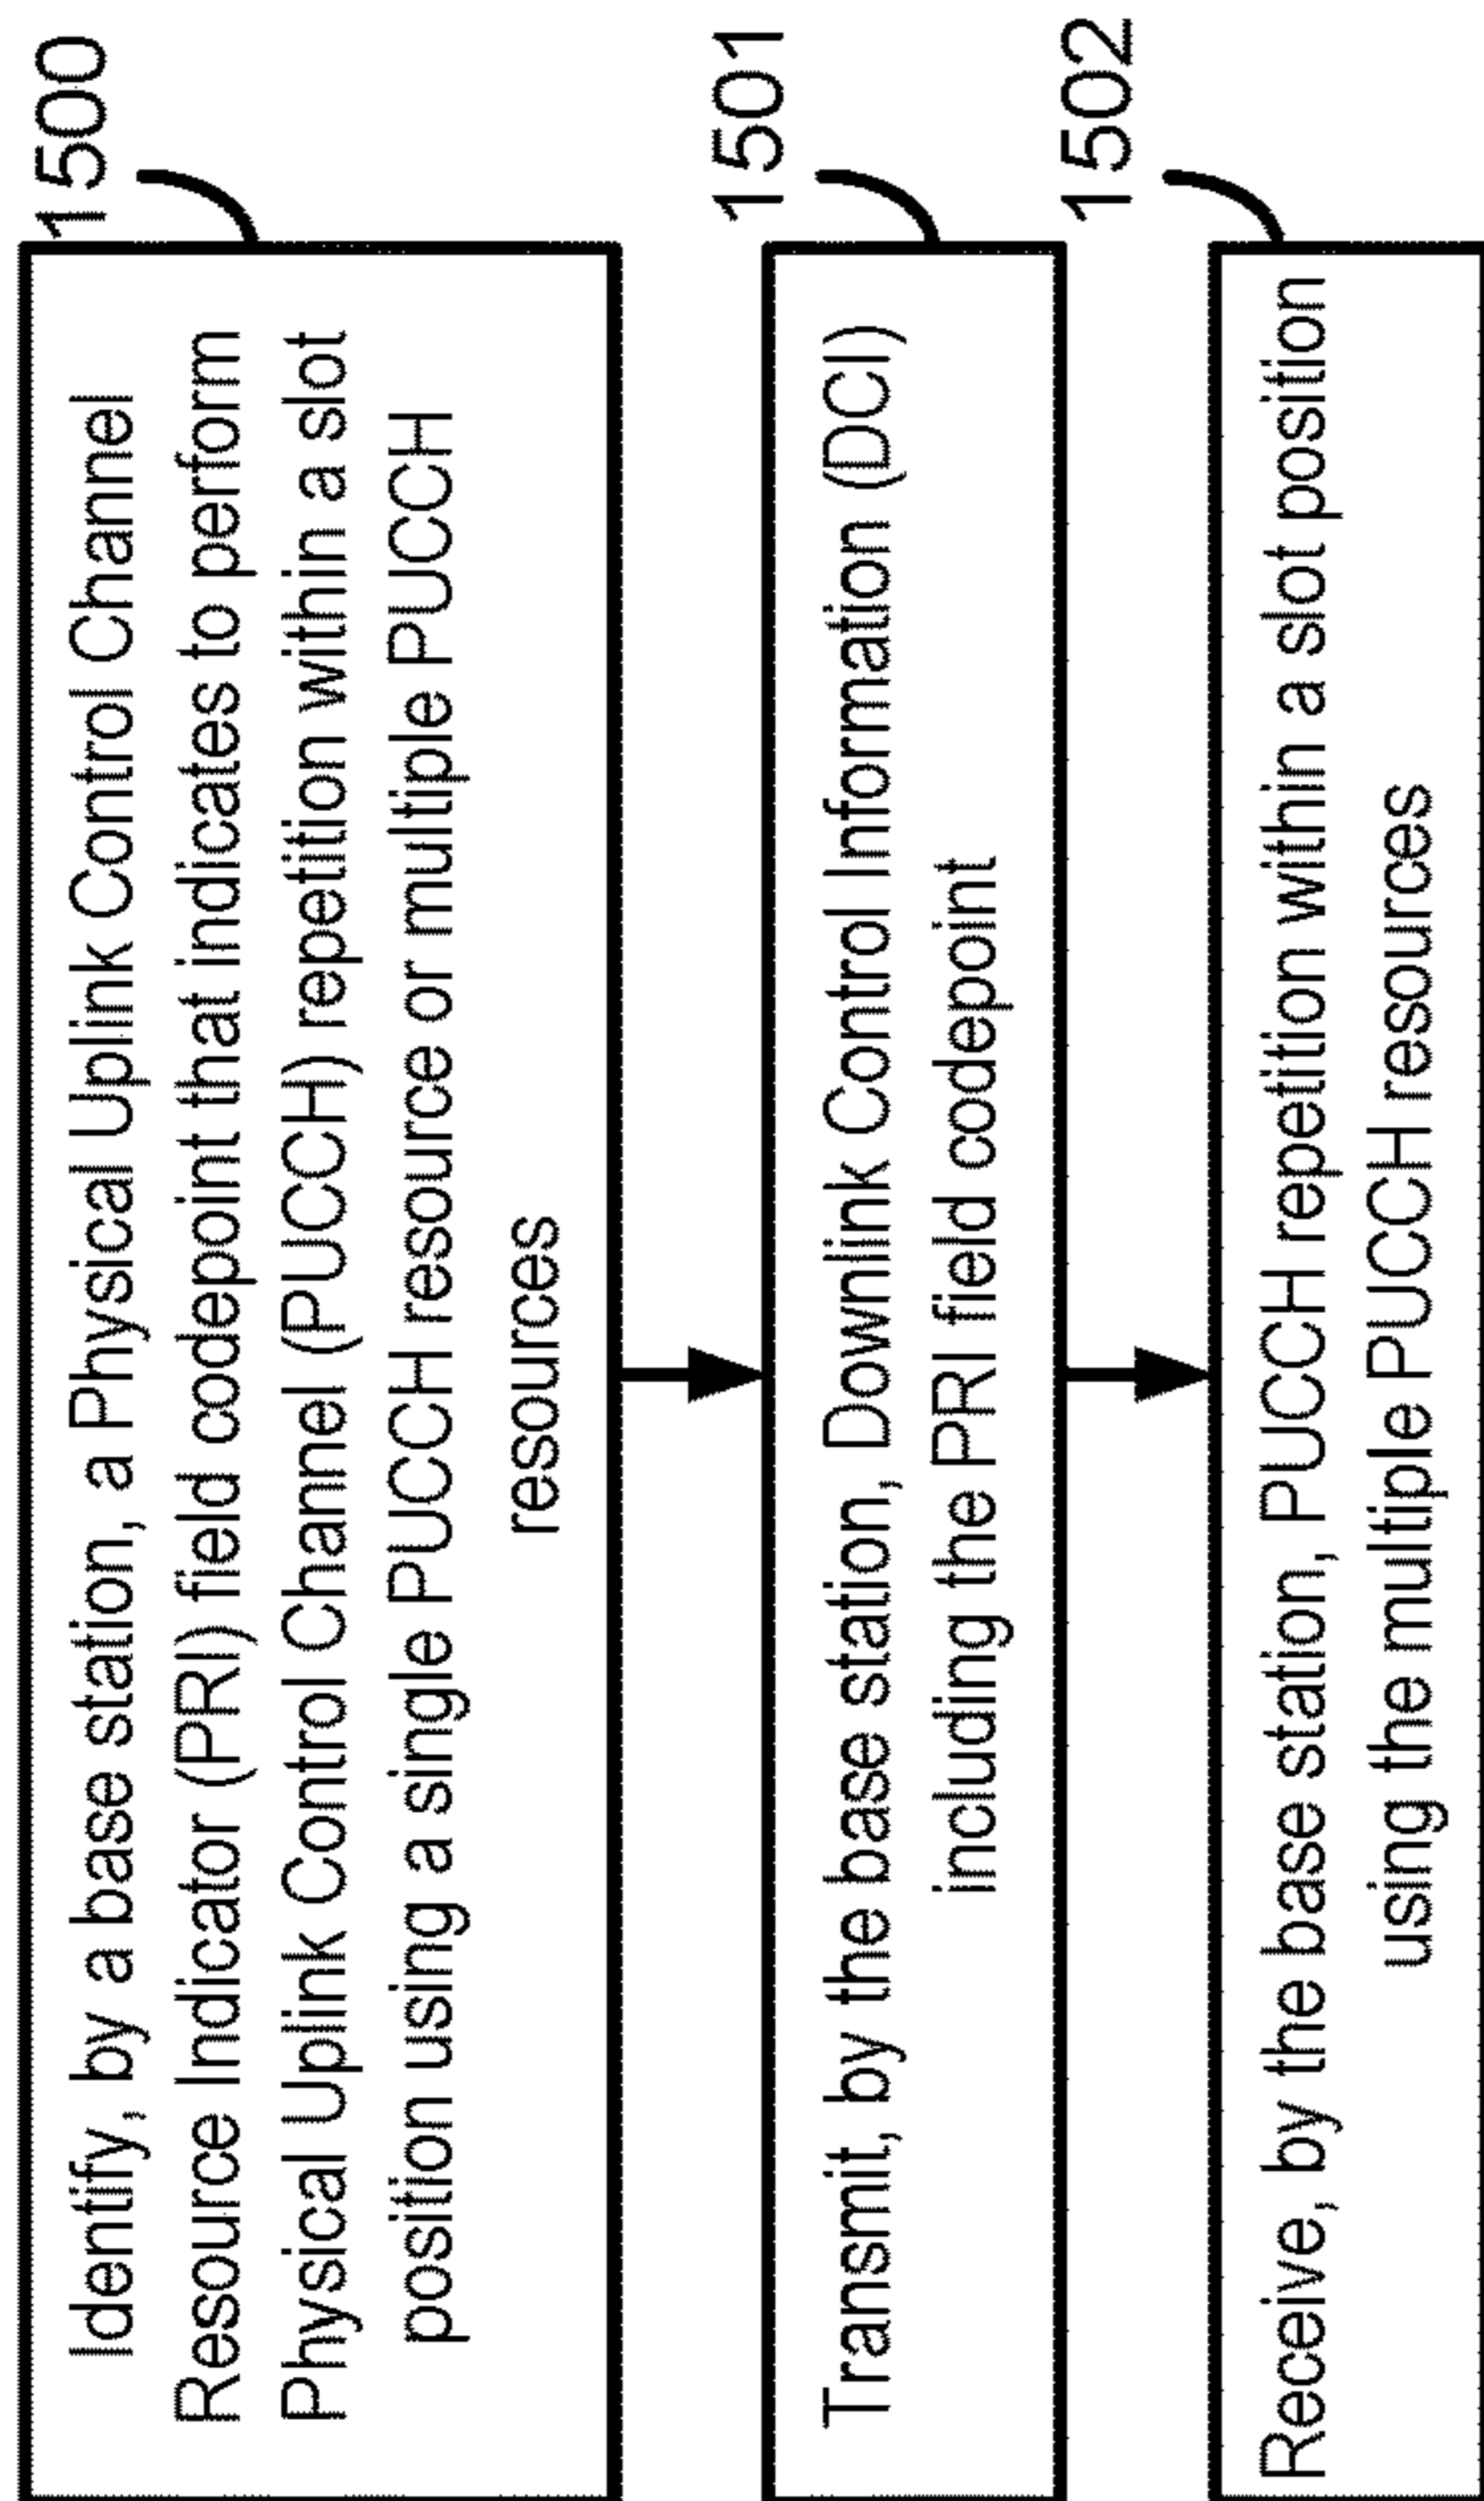 1500
Identify, by a base station, a Physical Uplink Control Channel
Resource Indicator (PRI) field codepoint that indicates to perform
Physical Uplink Control Channel (PUCCH) repetition within a slot
position using a single PUCCH resource or multiple PUCCH
resources
1501
Transmit, by the base station, Downlink Control Information (DCI)
including the PRI field codepoint
1502
Receive, by the base station, PUCCH repetition within a slot position
using the multiple PUCCH resources